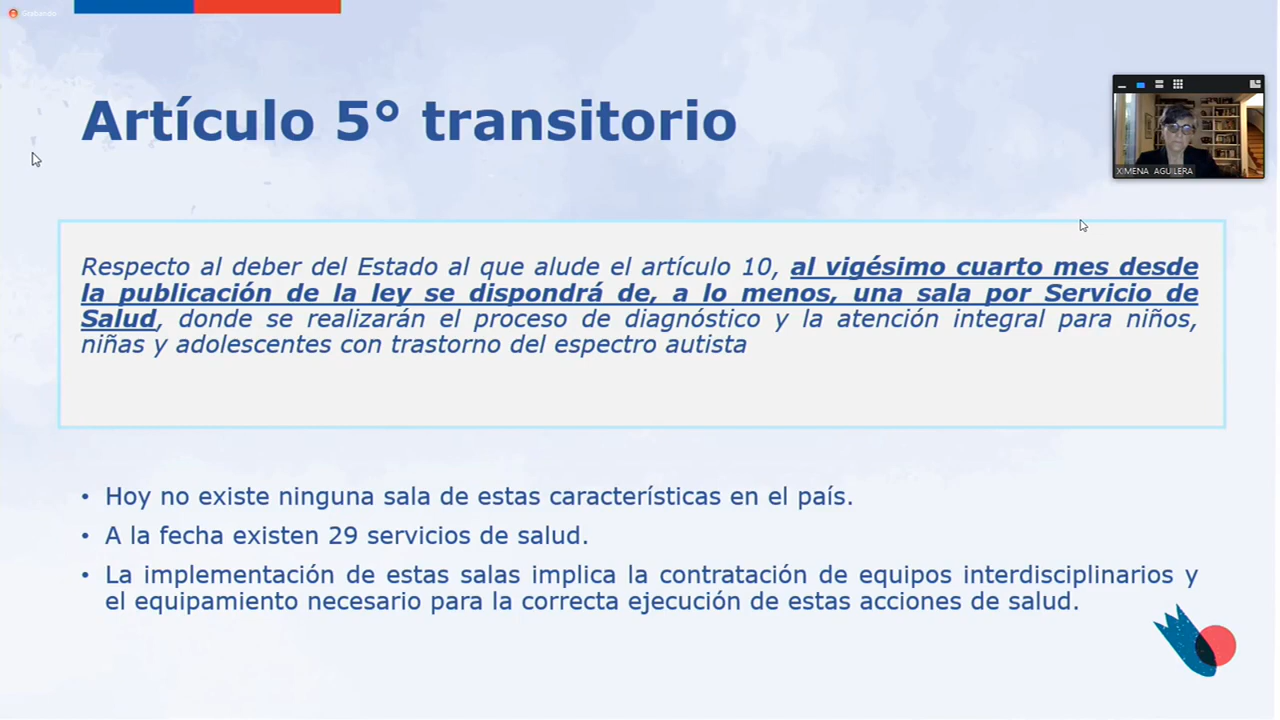 Grabando
Artículo 5° transitorio
XIMENA AGUILERA
Respecto al deber del Estado al que alude el artículo 10, al vigésimo cuarto mes desde
la publicación de la ley se dispondrá de, a lo menos, una sala por Servicio de
Salud, donde se realizarán el proceso de diagnóstico y la atención integral para niños,
niñas y adolescentes con trastorno del espectro autista
• Hoy no existe ninguna sala de estas características en el país.
• A la fecha existen 29 servicios de salud.
• La implementación de estas salas implica la contratación de equipos interdisciplinarios y
el equipamiento necesario para la correcta ejecución de estas acciones de salud.